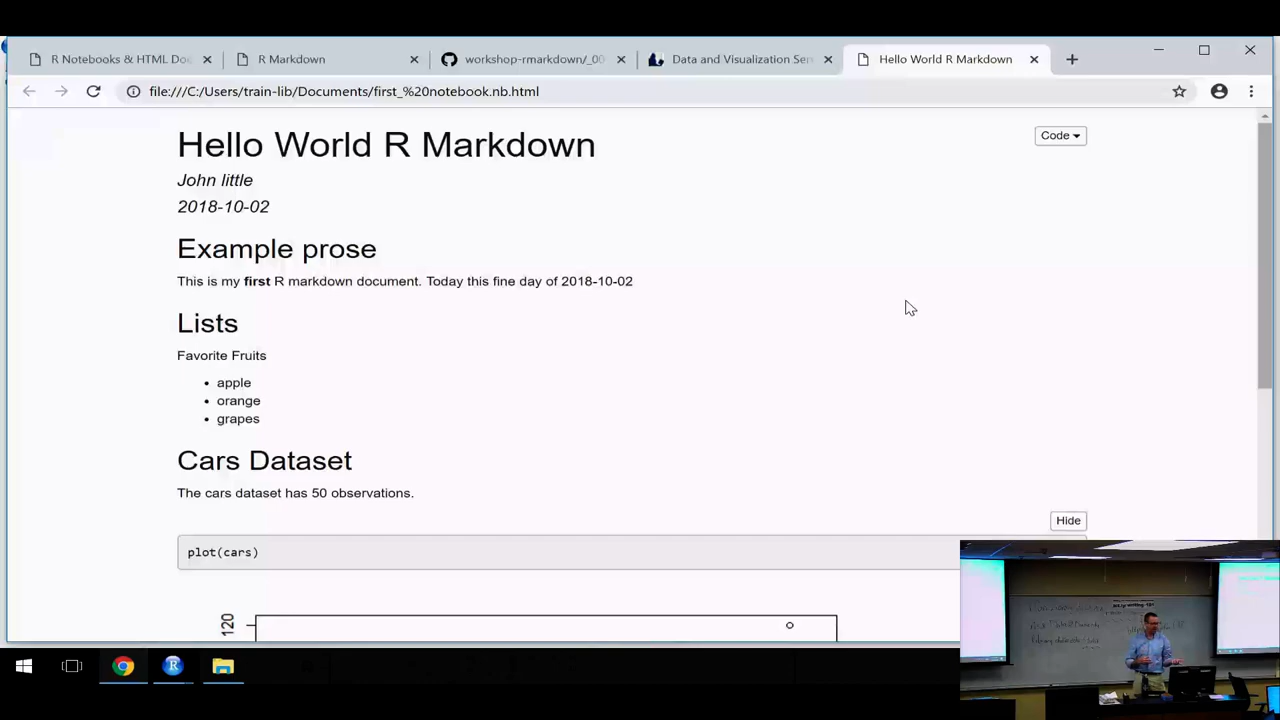 R Notebooks & HTML Doc
R Markdown
workshop-rmarkdown/_00
Data and Visualization Ser
Hello World R Markdown
file:///C:/Users/train-lib/Documents/first_%20notebook.nb.html
Hello World R Markdown
Code
John little
2018-10-02
Example prose
This is my first R markdown document. Today this fine day of 2018-10-02
Lists
Favorite Fruits
• apple
• orange
• grapes
Cars Dataset
The cars dataset has 50 observations.
Hide
plot(cars)
120